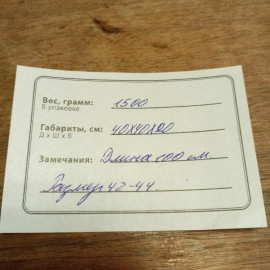 Вес, грамм: 1500
В упаковке
Габариты, см: 40х40х20
Д х Ш х В
Замечания: Длина 100 см.
Размер 42-44.